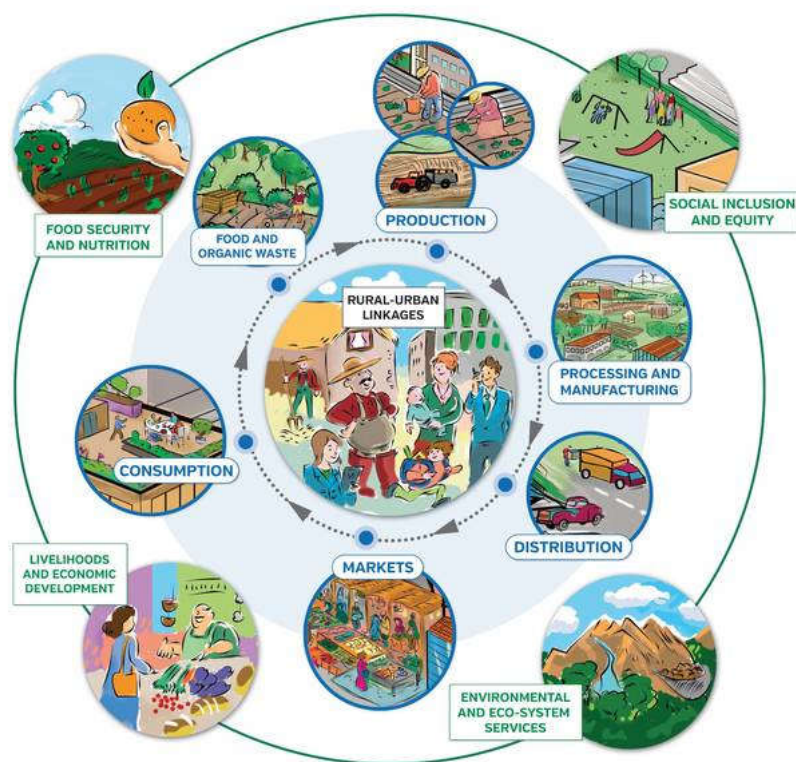 PRODUCTION
SOCIAL INCLUSION
AND EQUITY
FOOD SECURITY
AND NUTRITION
FOOD AND
ORGANIC WASTE
RURAL-URBAN
LINKAGES
PROCESSING AND
MANUFACTURING
CONSUMPTION
DISTRIBUTION
MARKETS
LIVELIHOODS
AND ECONOMIC
DEVELOPMENT
ENVIRONMENTAL
AND ECO-SYSTEM
SERVICES